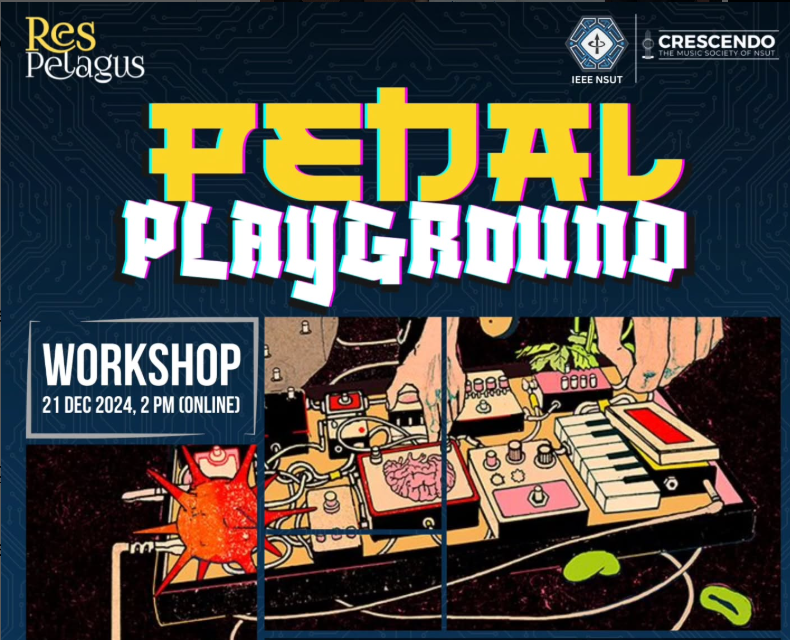 Res
Pelagus
IEEE NSUT
CRESCENDO
THE MUSIC SOCIETY OF NSUT
PEDAL
PLAYGROUND
WORKSHOP
21 DEC 2024, 2 PM (ONLINE)